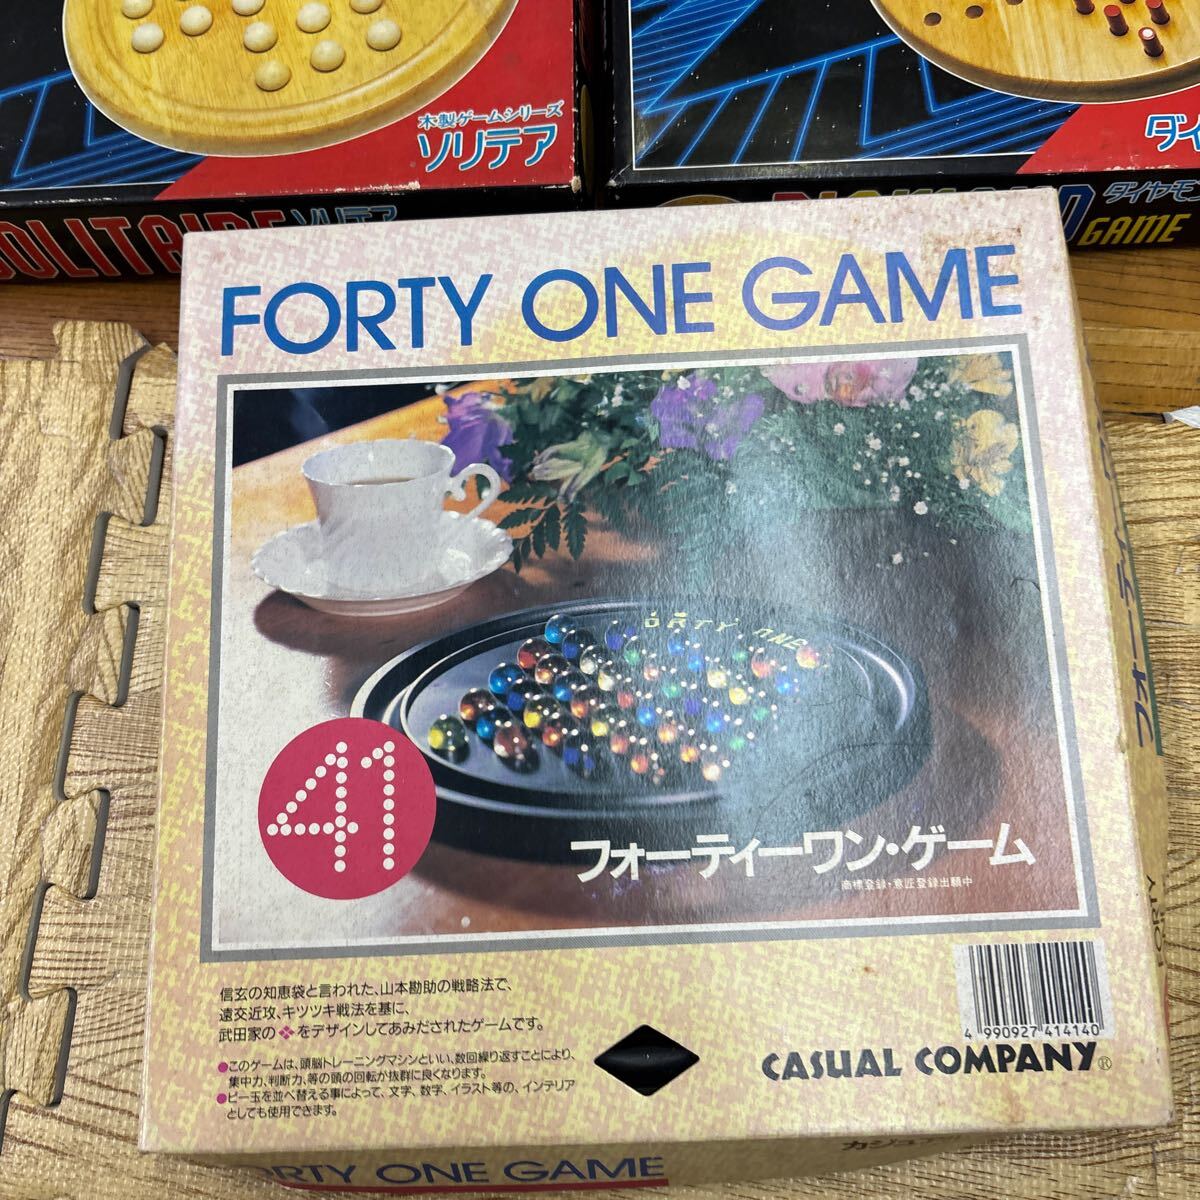 木製ゲームシリーズ
ソリテア
SOLITAIRE ソリテア
GAME
FORTY ONE GAME
FORTY ONE
41
フォーティーワン・ゲーム
商標登録・意匠登録出願中
信玄の知恵袋と言われた、山本勘助の戦略法で、
遠交近攻、キツツキ戦法を基に、
武田家の❖をデザインしてあみだされたゲームです。
●このゲームは、頭脳トレーニングマシンといい、数回繰り返すことにより、
集中力、判断力、等の頭の回転が抜群に良くなります。
●ビー玉を並べ替える事によって、文字、数字、イラスト等の、インテリア
としても使用できます。
4 990927 414140
CASUAL COMPANY®
FORTY ONE GAME